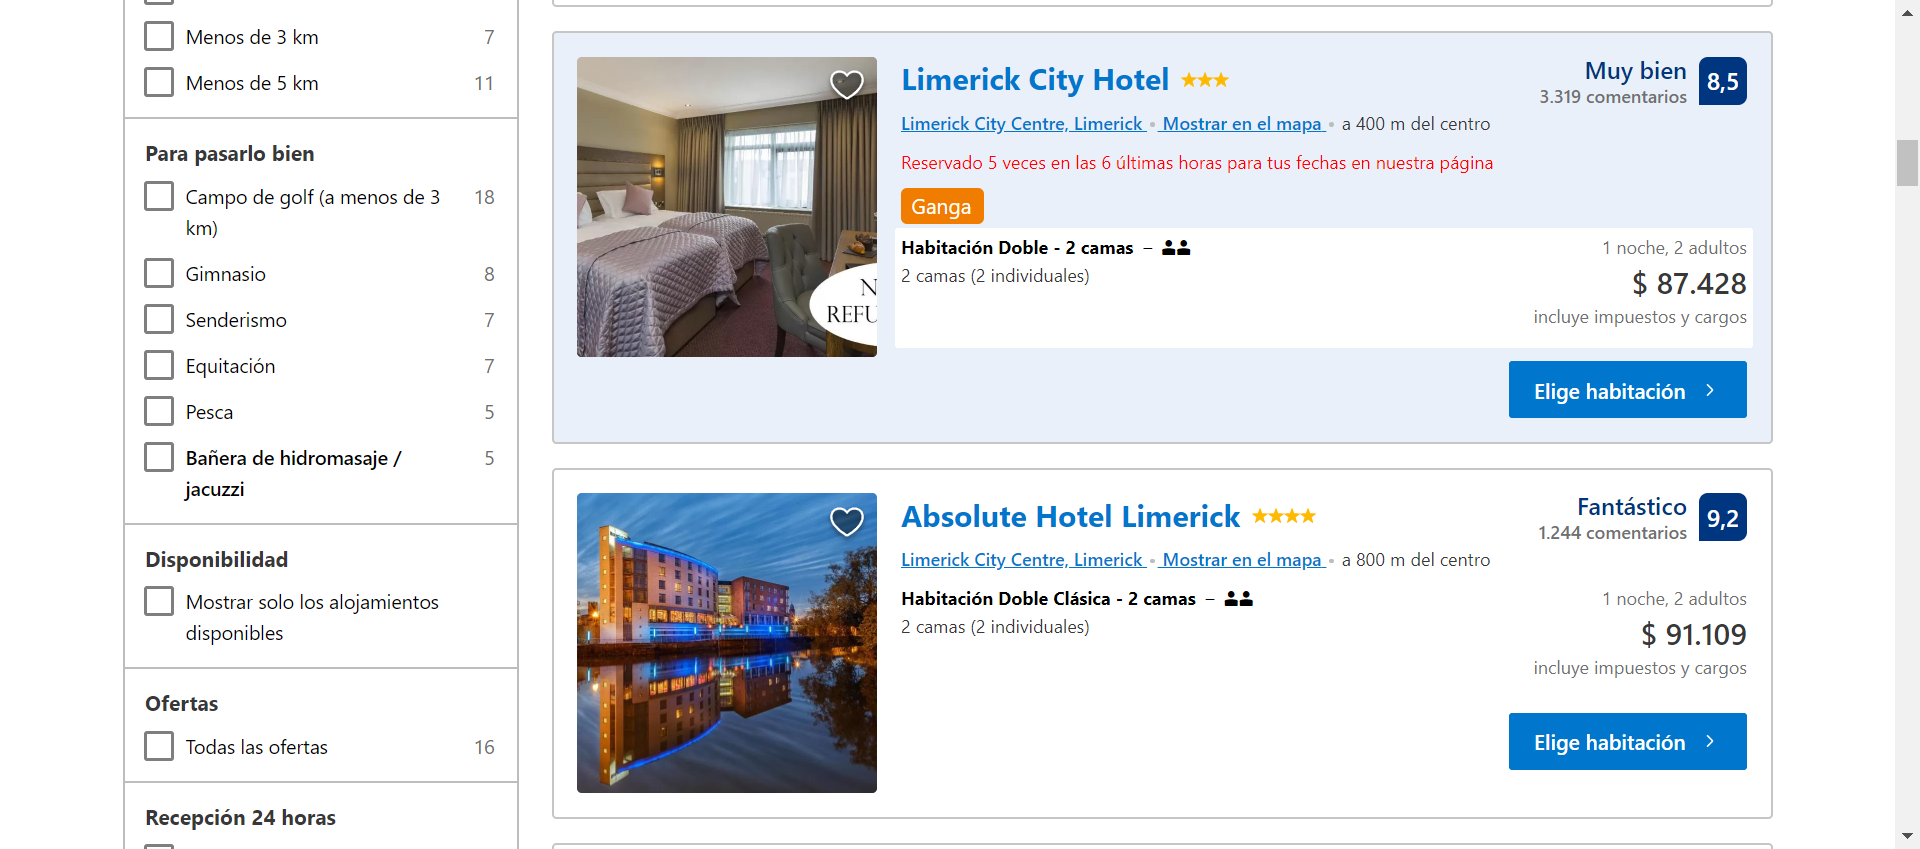 Menos de 3 km 7
Menos de 5 km 11
Para pasarlo bien
Campo de golf (a menos de 3 18
km)
Gimnasio 8
Senderismo 7
Equitación 7
Pesca 5
Bañera de hidromasaje / 5
jacuzzi
Disponibilidad
Mostrar solo los alojamientos
disponibles
Ofertas
Todas las ofertas 16
Recepción 24 horas
Limerick City Hotel
Muy bien 8,5
3.319 comentarios
Limerick City Centre, Limerick • Mostrar en el mapa • a 400 m del centro
Reservado 5 veces en las 6 últimas horas para tus fechas en nuestra página
Ganga
Habitación Doble - 2 camas –
1 noche, 2 adultos
2 camas (2 individuales)
$ 87.428
incluye impuestos y cargos
Elige habitación
Absolute Hotel Limerick
Fantástico 9,2
1.244 comentarios
Limerick City Centre, Limerick • Mostrar en el mapa • a 800 m del centro
Habitación Doble Clásica - 2 camas –
1 noche, 2 adultos
2 camas (2 individuales)
$ 91.109
incluye impuestos y cargos
Elige habitación